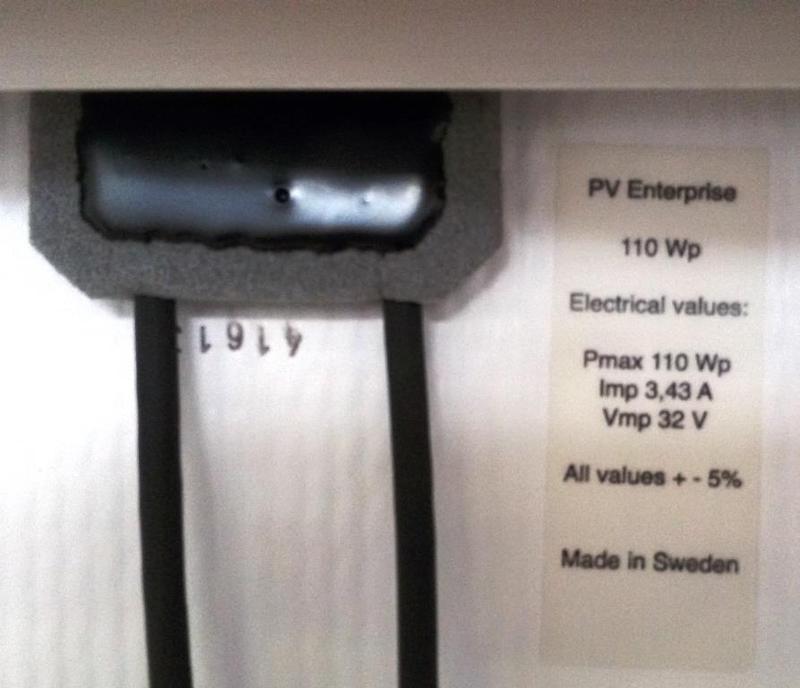 PV Enterprise
110 Wp
Electrical values:
Pmax 110 Wp
Imp 3,43 A
Vmp 32 V
All values + - 5%
Made in Sweden